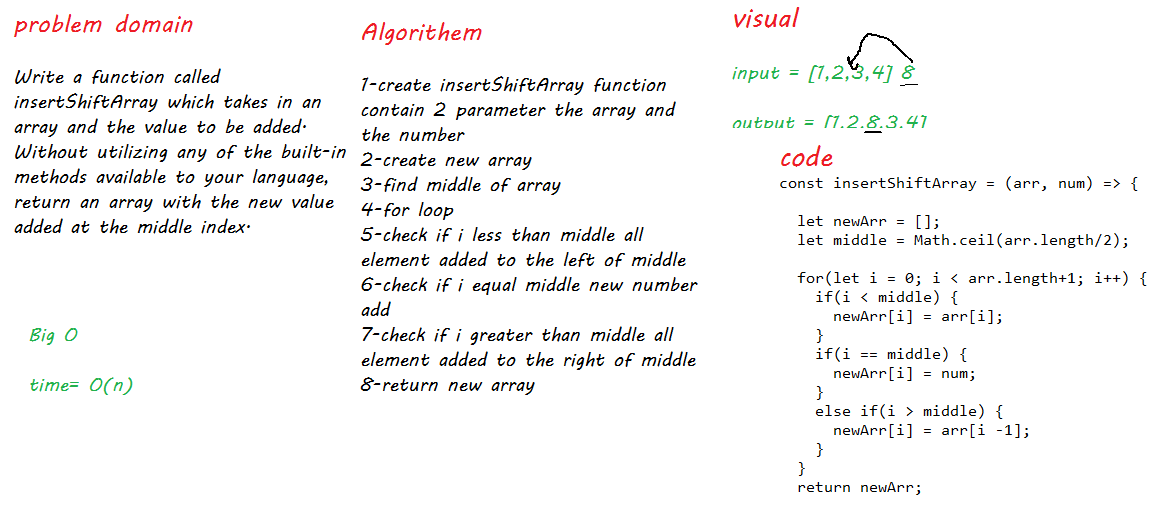 problem domain
Write a function called
insertShiftArray which takes in an
array and the value to be added.
Without utilizing any of the built-in
methods available to your language,
return an array with the new value
added at the middle index.
Big O
time= O(n)
Algorithem
1-create insertShiftArray function
contain 2 parameter the array and
the number
2-create new array
3-find middle of array
4-for loop
5-check if i less than middle all
element added to the left of middle
6-check if i equal middle new number
add
7-check if i greater than middle all
element added to the right of middle
8-return new array
visual
input = [1,2,3,4] 8
output = [1,2,8,3,4]
code
const insertShiftArray = (arr, num) => {
let newArr = [];
let middle = Math.ceil(arr.length/2);
for(let i = 0; i < arr.length+1; i++) {
if(i < middle) {
newArr[i] = arr[i];
}
if(i == middle) {
newArr[i] = num;
}
else if(i > middle) {
newArr[i] = arr[i -1];
}
}
return newArr;